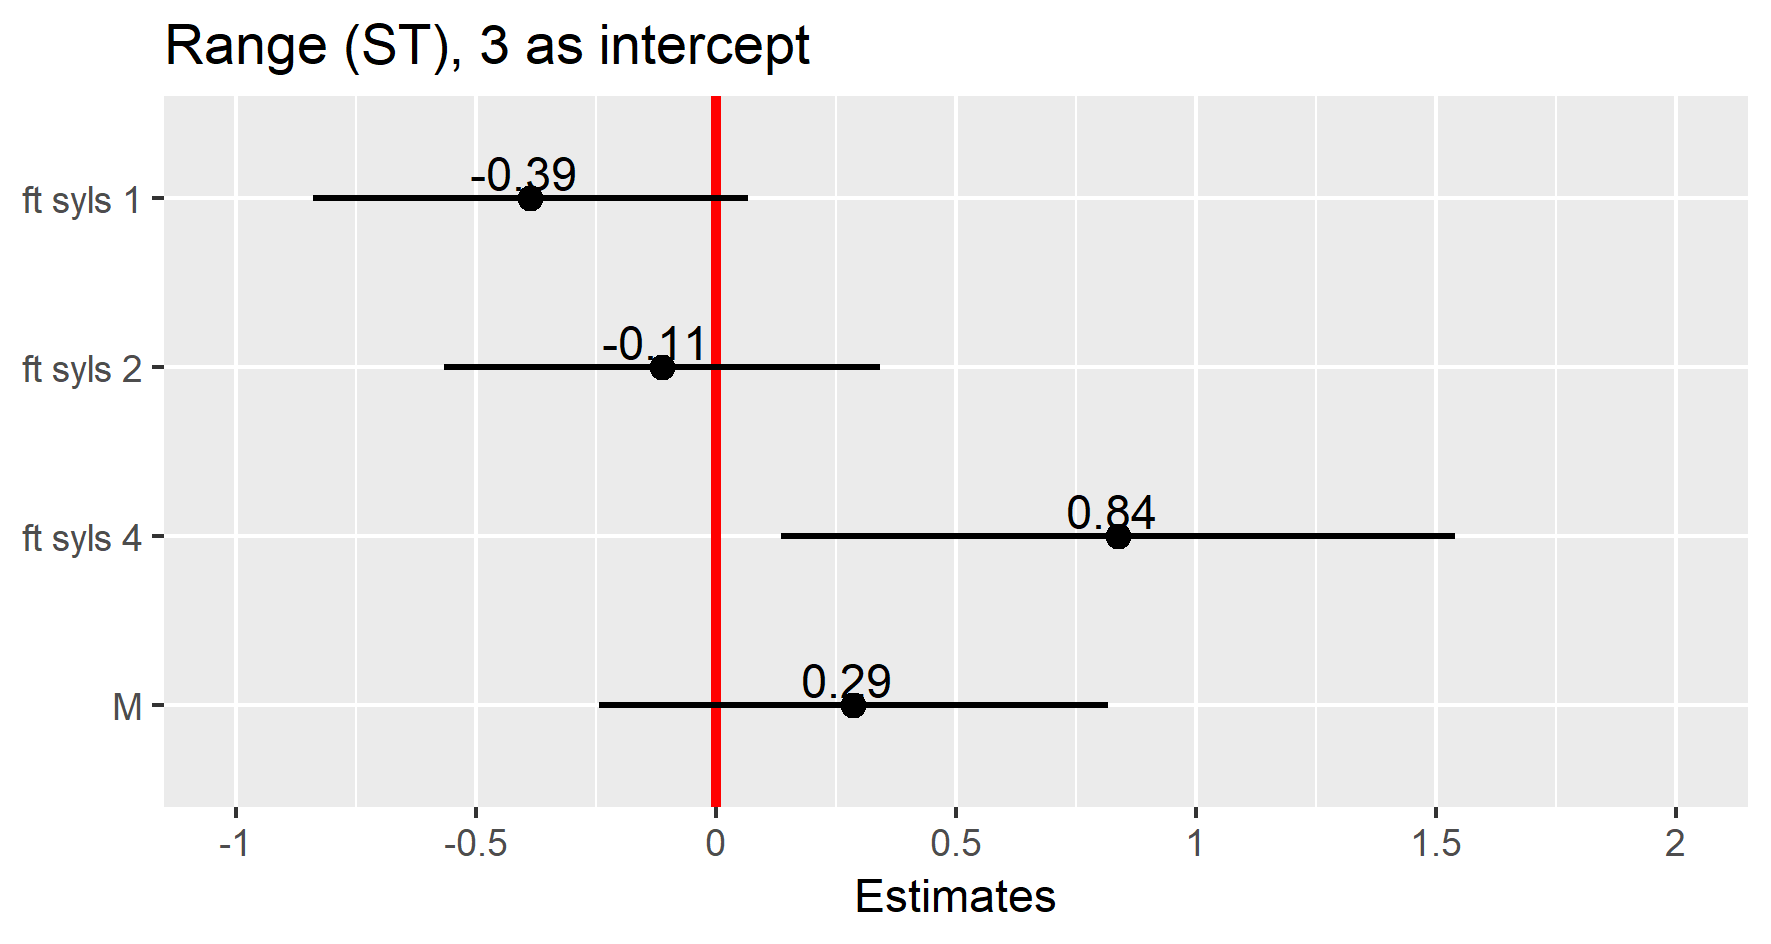 Range (ST), 3 as intercept
ft syls 1
-0.39
ft syls 2
-0.11
ft syls 4
0.84
M
0.29
-1 -0.5 0 0.5 1 1.5 2
Estimates